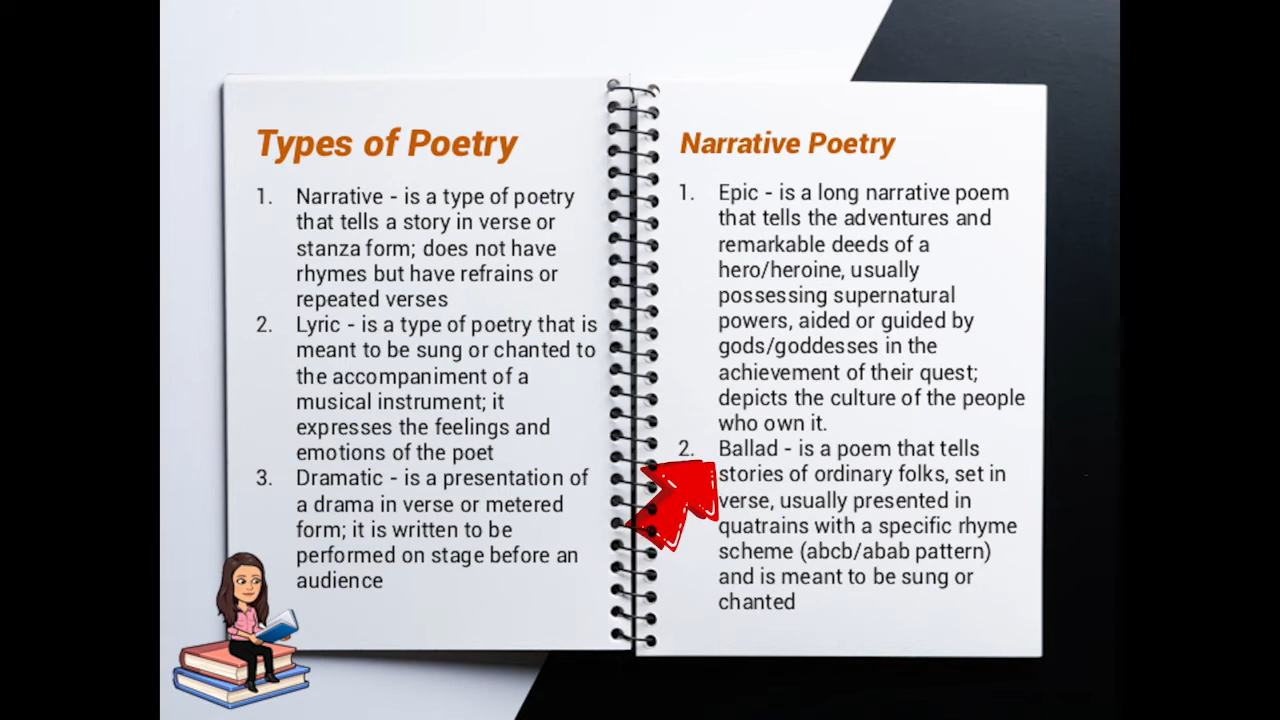 Types of Poetry
1. Narrative - is a type of poetry
that tells a story in verse or
stanza form; does not have
rhymes but have refrains or
repeated verses
2. Lyric - is a type of poetry that is
meant to be sung or chanted to
the accompaniment of a
musical instrument; it
expresses the feelings and
emotions of the poet
3. Dramatic - is a presentation of
a drama in verse or metered
form; it is written to be
performed on stage before an
audience
Narrative Poetry
1. Epic - is a long narrative poem
that tells the adventures and
remarkable deeds of a
hero/heroine, usually
possessing supernatural
powers, aided or guided by
gods/goddesses in the
achievement of their quest;
depicts the culture of the people
who own it.
2. Ballad - is a poem that tells
stories of ordinary folks, set in
verse, usually presented in
quatrains with a specific rhyme
scheme (abcb/abab pattern)
and is meant to be sung or
chanted